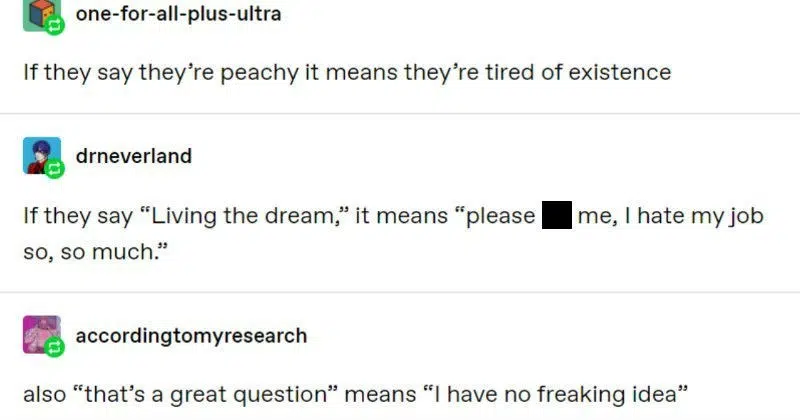 one-for-all-plus-ultra
If they say they’re peachy it means they’re tired of existence
drneverland
If they say “Living the dream,” it means “please me, I hate my job
so, so much.”
accordingtomyresearch
also “that’s a great question” means “I have no freaking idea”